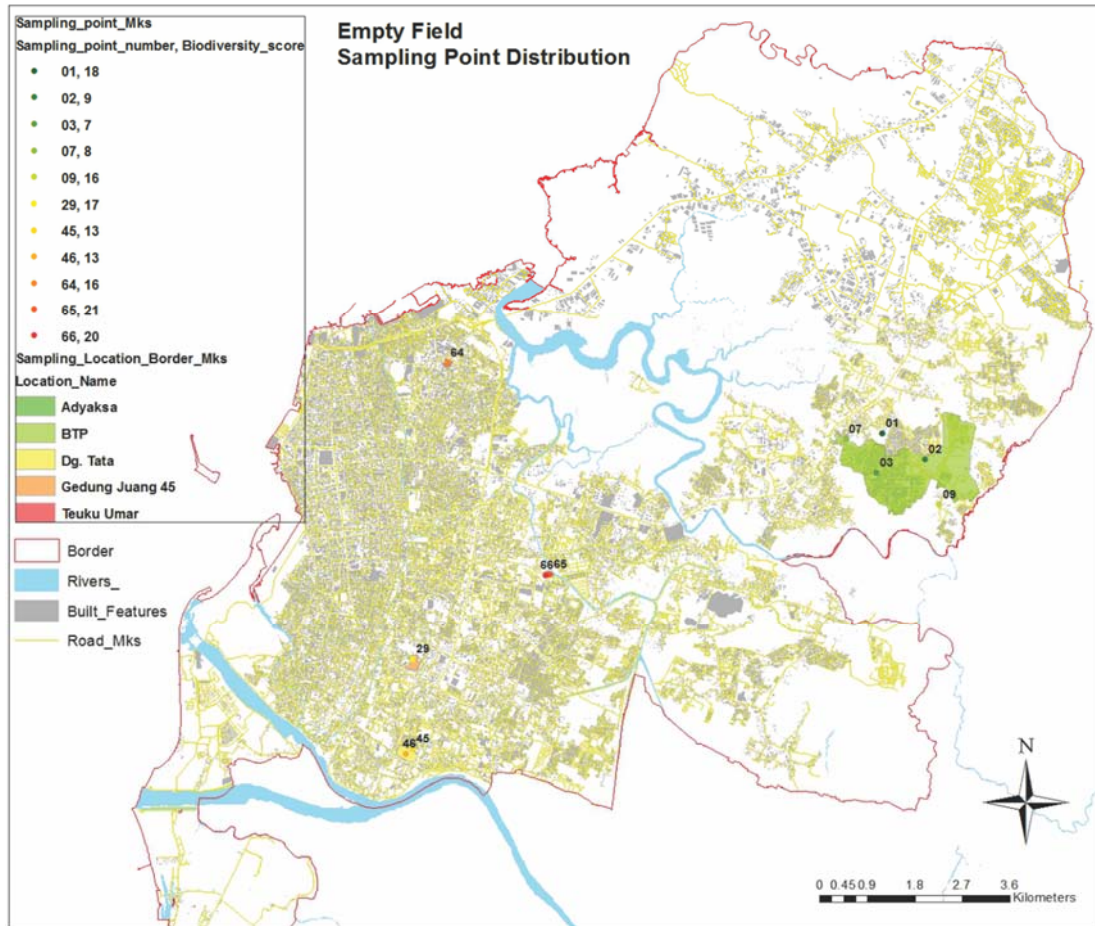 Sampling_point_Mks
Sampling_point_number, Biodiversity_score
01, 18
02, 9
03, 7
07, 8
09, 16
29, 17
45, 13
46, 13
64, 16
65, 21
66, 20
Sampling_Location_Border_Mks
Location_Name
Adyaksa
BTP
Dg. Tata
Gedung Juang 45
Teuku Umar
Border
Rivers_
Built_Features
Road_Mks
Empty Field
Sampling Point Distribution
64
07
01
02
03
09
6665
29
4645
N
0 0.450.9 1.8 2.7 3.6
Kilometers